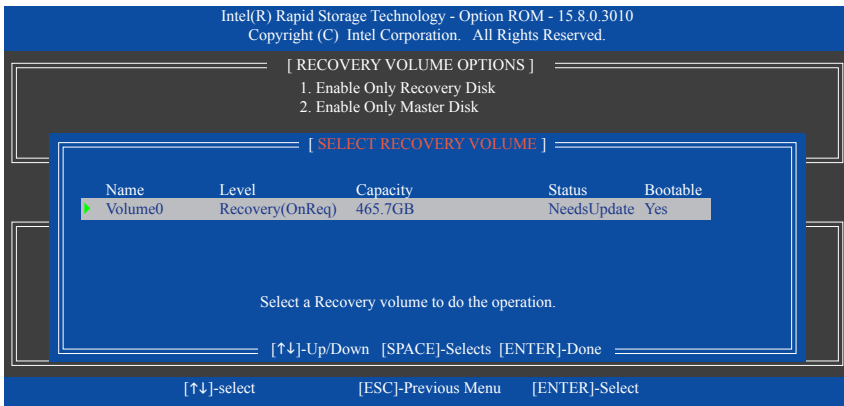 Intel(R) Rapid Storage Technology - Option ROM - 15.8.0.3010
Copyright (C) Intel Corporation. All Rights Reserved.
[ RECOVERY VOLUME OPTIONS ]
1. Enable Only Recovery Disk
2. Enable Only Master Disk
[ SELECT RECOVERY VOLUME ]
Name Level Capacity Status Bootable
Volume0 Recovery(OnReq) 465.7GB NeedsUpdate Yes
Select a Recovery volume to do the operation.
[↑↓]-Up/Down [SPACE]-Selects [ENTER]-Done
[↑↓]-select [ESC]-Previous Menu [ENTER]-Select